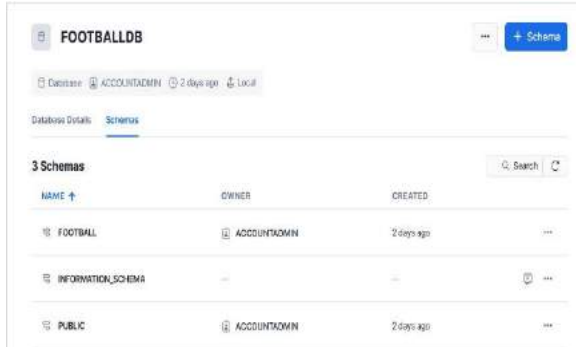 FOOTBALLDB
... + Schema
Database ACCOUNTADMIN 2 days ago Local
Database Details Schemas
3 Schemas
Search
NAME OWNER CREATED
FOOTBALL ACCOUNTADMIN 2 days ago ...
INFORMATION_SCHEMA — — ...
PUBLIC ACCOUNTADMIN 2 days ago ...